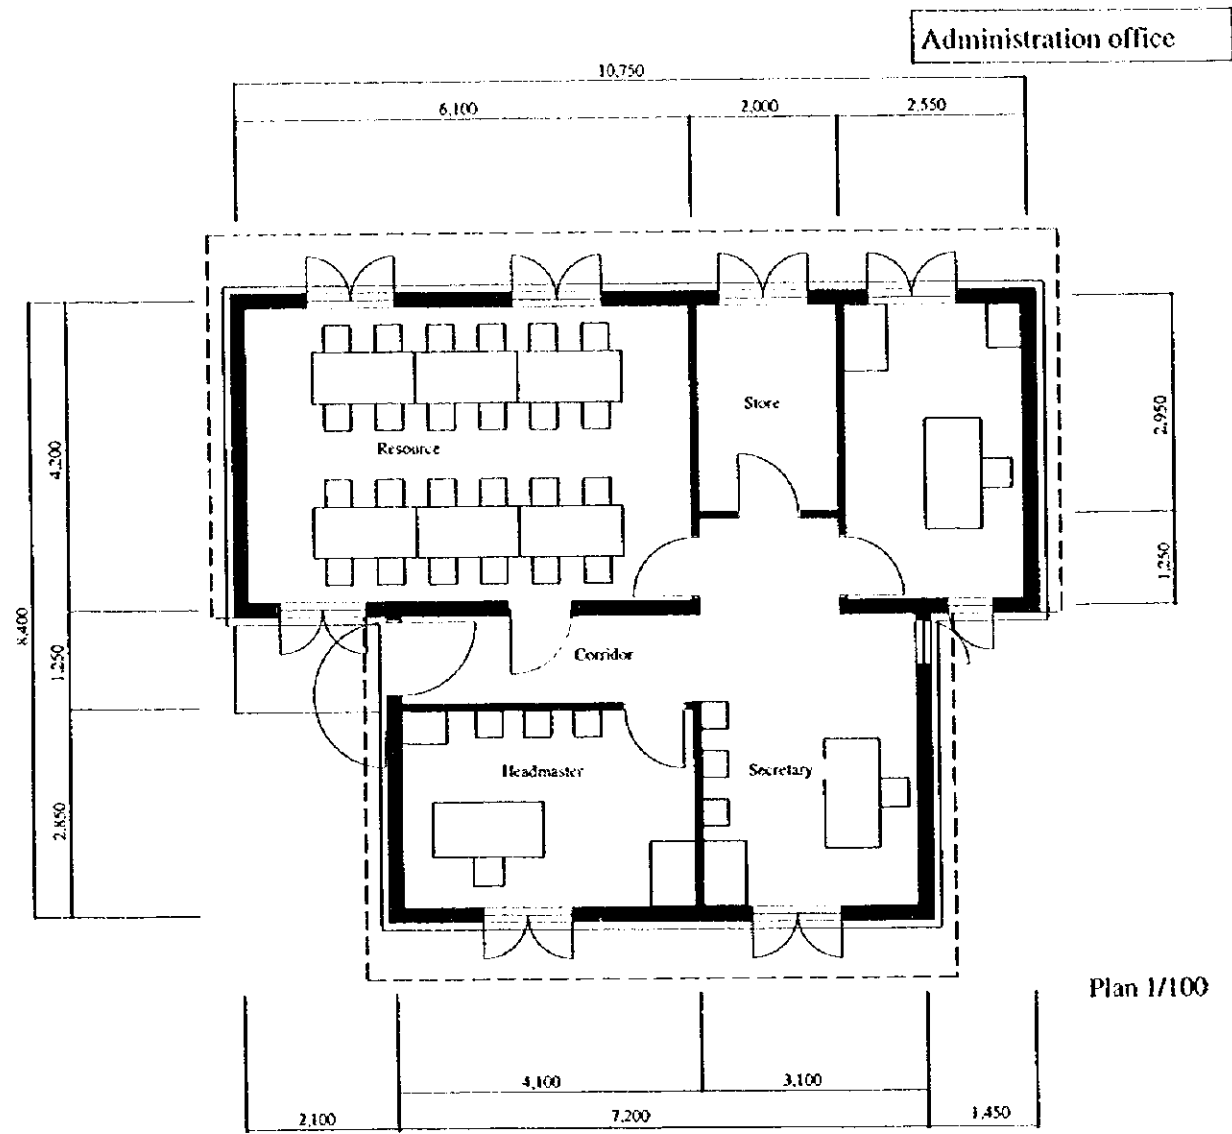 Administration office
10,750
6,100
2,000
2,550
Store
Resource
4,200
2,950
8,400
1,250
1,250
Corridor
Headmaster
Secretary
2,850
Plan 1/100
4,100
3,100
2,100
7,200
1,450